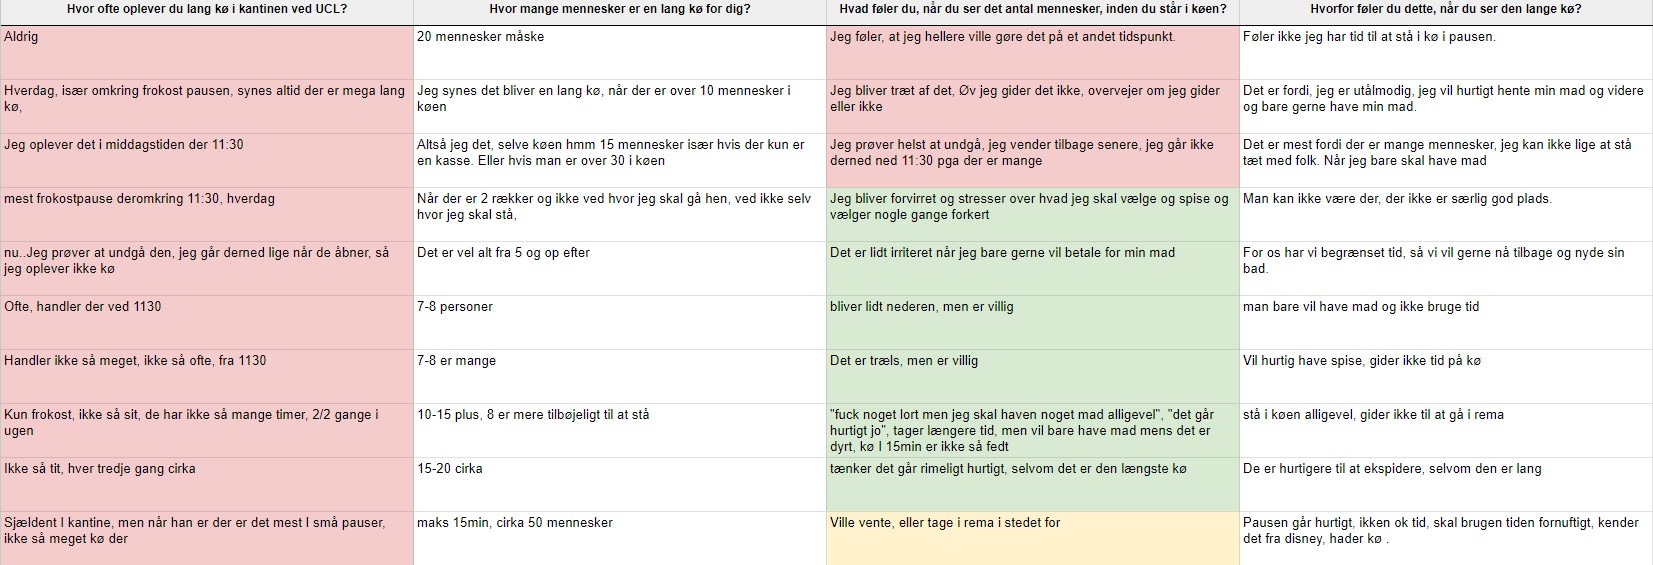 Hvor ofte oplever du lang kø i kantinen ved UCL?
Hvor mange mennesker er en lang kø for dig?
Hvad føler du, når du ser det antal mennesker, inden du står i køen?
Hvorfor føler du dette, når du ser den lange kø?
Aldrig
20 mennesker måske
Jeg føler, at jeg hellere ville gøre det på et andet tidspunkt.
Føler ikke jeg har tid til at stå i kø i pausen.
Hverdag, især omkring frokost pausen, synes altid der er mega lang
kø,
Jeg synes det bliver en lang kø, når der er over 10 mennesker i
køen
Jeg bliver træt af det, Øv jeg gider det ikke, overvejer om jeg gider
eller ikke
Det er fordi, jeg er utålmodig, jeg vil hurtigt hente min mad og videre
og bare gerne have min mad.
Jeg oplever det i middagstiden der 11:30
Altså jeg det, selve køen hmm 15 mennesker især hvis der kun er
en kasse. Eller hvis man er over 30 i køen
Jeg prøver helst at undgå, jeg vender tilbage senere, jeg går ikke
derned ned 11:30 pga der er mange
Det er mest fordi der er mange mennesker, jeg kan ikke lige at stå
tæt med folk. Når jeg bare skal have mad
mest frokostpause deromkring 11:30, hverdag
Når der er 2 rækker og ikke ved hvor jeg skal gå hen, ved ikke selv
hvor jeg skal stå,
Jeg bliver forvirret og stresser over hvad jeg skal vælge og spise og
vælger nogle gange forkert
Man kan ikke være der, der ikke er særlig god plads.
nu..Jeg prøver at undgå den, jeg går derned lige når de åbner, så
jeg oplever ikke kø
Det er vel alt fra 5 og op efter
Det er lidt irriteret når jeg bare gerne vil betale for min mad
For os har vi begrænset tid, så vi vil gerne nå tilbage og nyde sin
bad.
Ofte, handler der ved 1130
7-8 personer
bliver lidt nederen, men er villig
man bare vil have mad og ikke bruge tid
Handler ikke så meget, ikke så ofte, fra 1130
7-8 er mange
Det er træls, men er villig
Vil hurtig have spise, gider ikke tid på kø
Kun frokost, ikke så sit, de har ikke så mange timer, 2/2 gange i
ugen
10-15 plus, 8 er mere tilbøjeligt til at stå
"fuck noget lort men jeg skal haven noget mad alligevel", "det går
hurtigt jo", tager længere tid, men vil bare have mad mens det er
dyrt, kø I 15min er ikke så fedt
stå i køen alligevel, gider ikke til at gå i rema
Ikke så tit, hver tredje gang cirka
15-20 cirka
tænker det går rimeligt hurtigt, selvom det er den længste kø
De er hurtigere til at ekspidere, selvom den er lang
Sjældent I kantine, men når han er der er det mest I små pauser,
ikke så meget kø der
maks 15min, cirka 50 mennesker
Ville vente, eller tage i rema i stedet for
Pausen går hurtigt, ikken ok tid, skal brugen tiden fornuftigt, kender
det fra disney, hader kø .